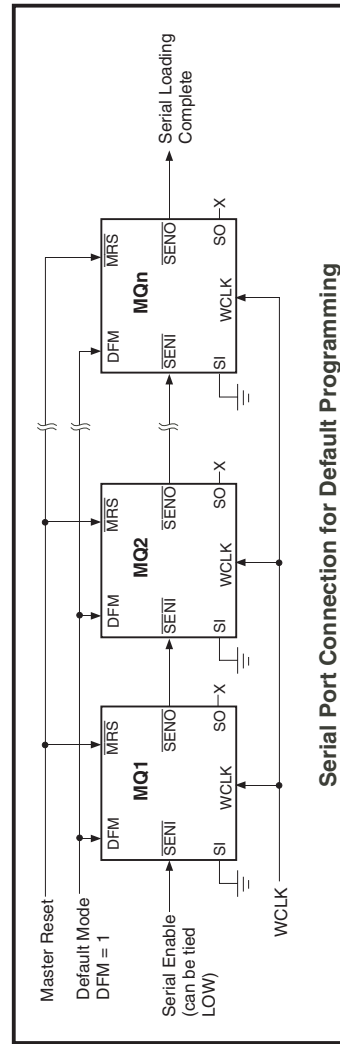 Master Reset
Default Mode
DFM = 1
Serial Enable
(can be tied
LOW)
WCLK
DFM
MRS
MQ1
SENI
SENO
SI
WCLK
SO
X
DFM
MRS
MQ2
SENI
SENO
SI
WCLK
SO
X
DFM
MRS
MQn
SENI
SENO
SI
WCLK
SO
X
Serial Loading
Complete
Serial Port Connection for Default Programming